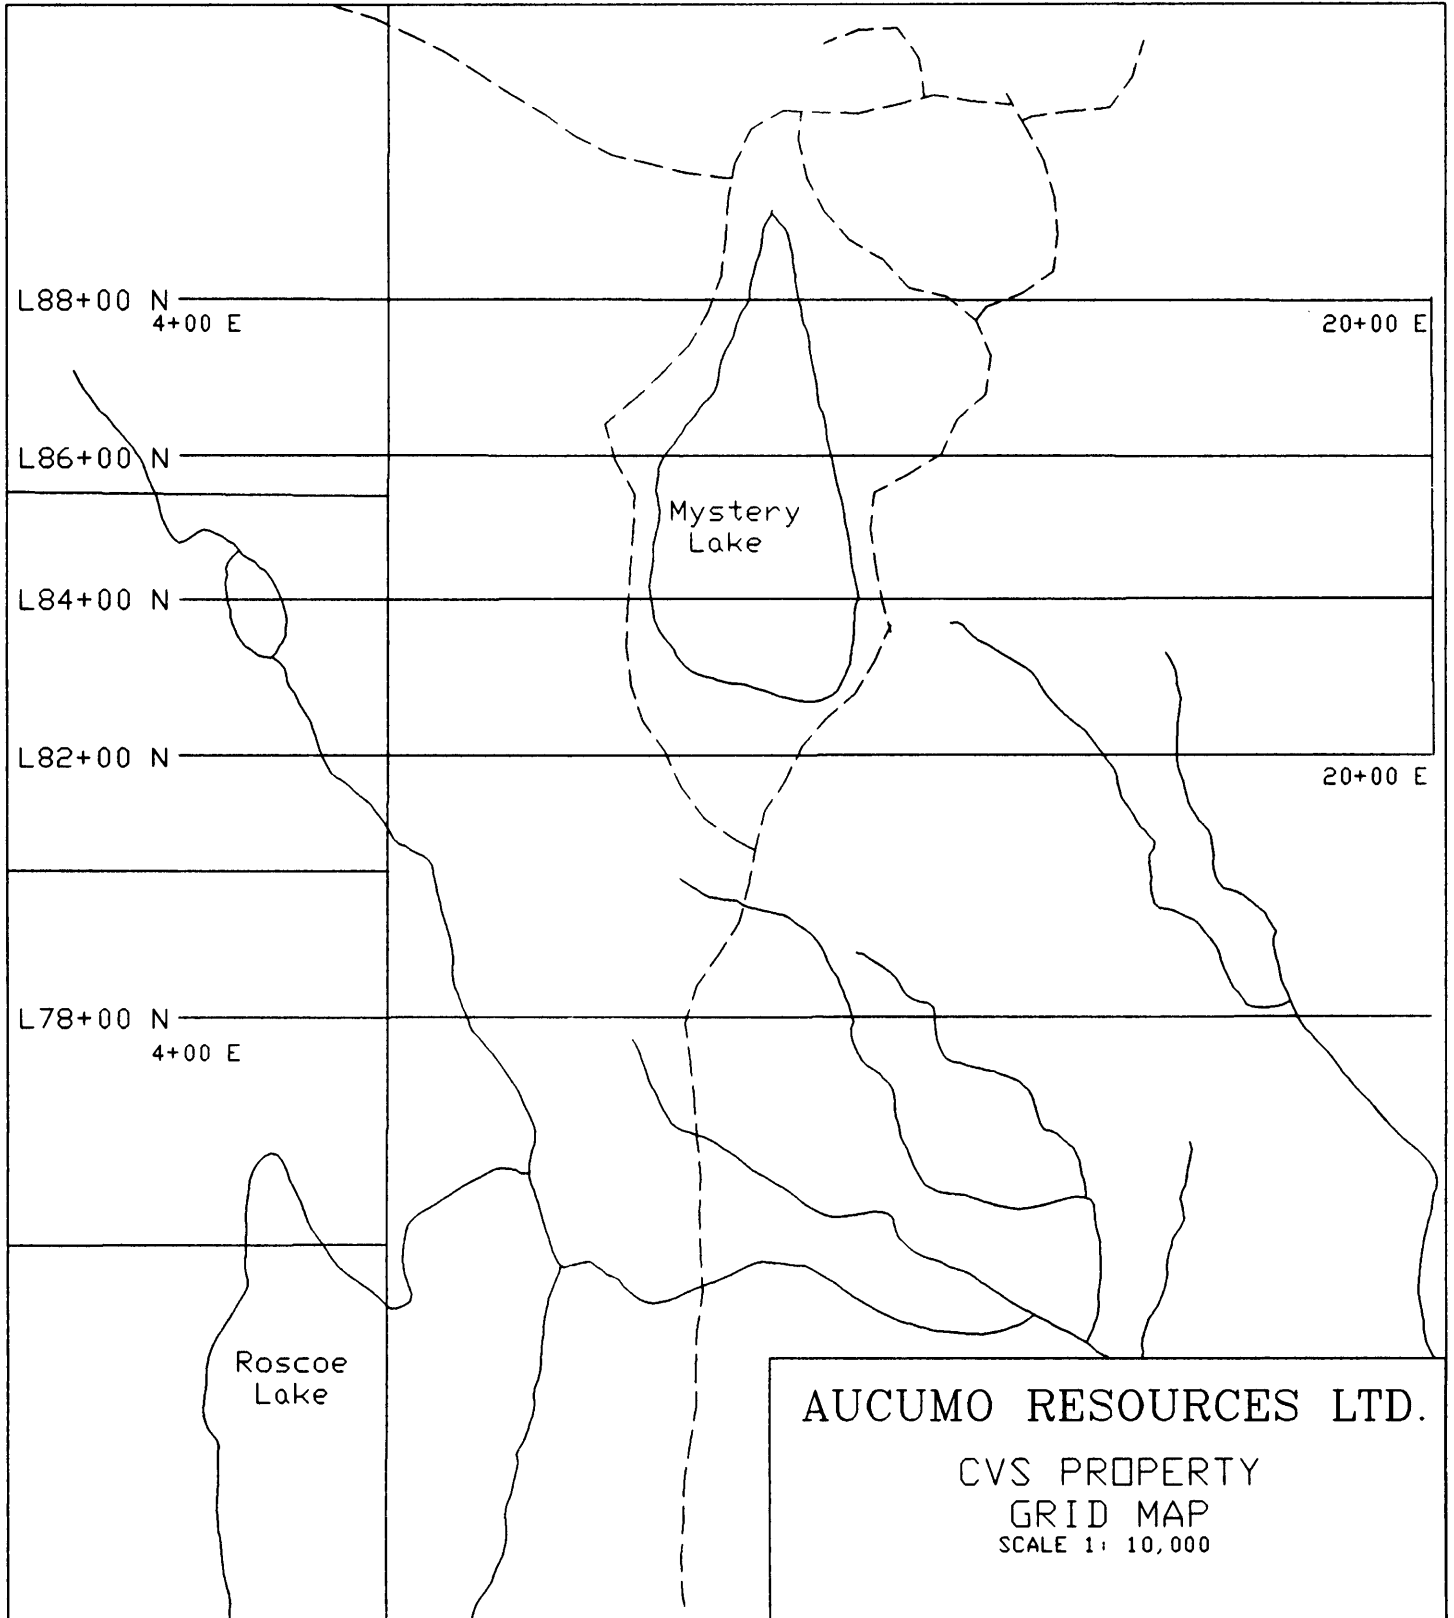 L88+00 N
4+00 E
20+00 E
L86+00 N
Mystery
Lake
L84+00 N
L82+00 N
20+00 E
L78+00 N
4+00 E
Roscoe
Lake
AUCUMO RESOURCES LTD.
CVS PROPERTY
GRID MAP
SCALE 1: 10,000